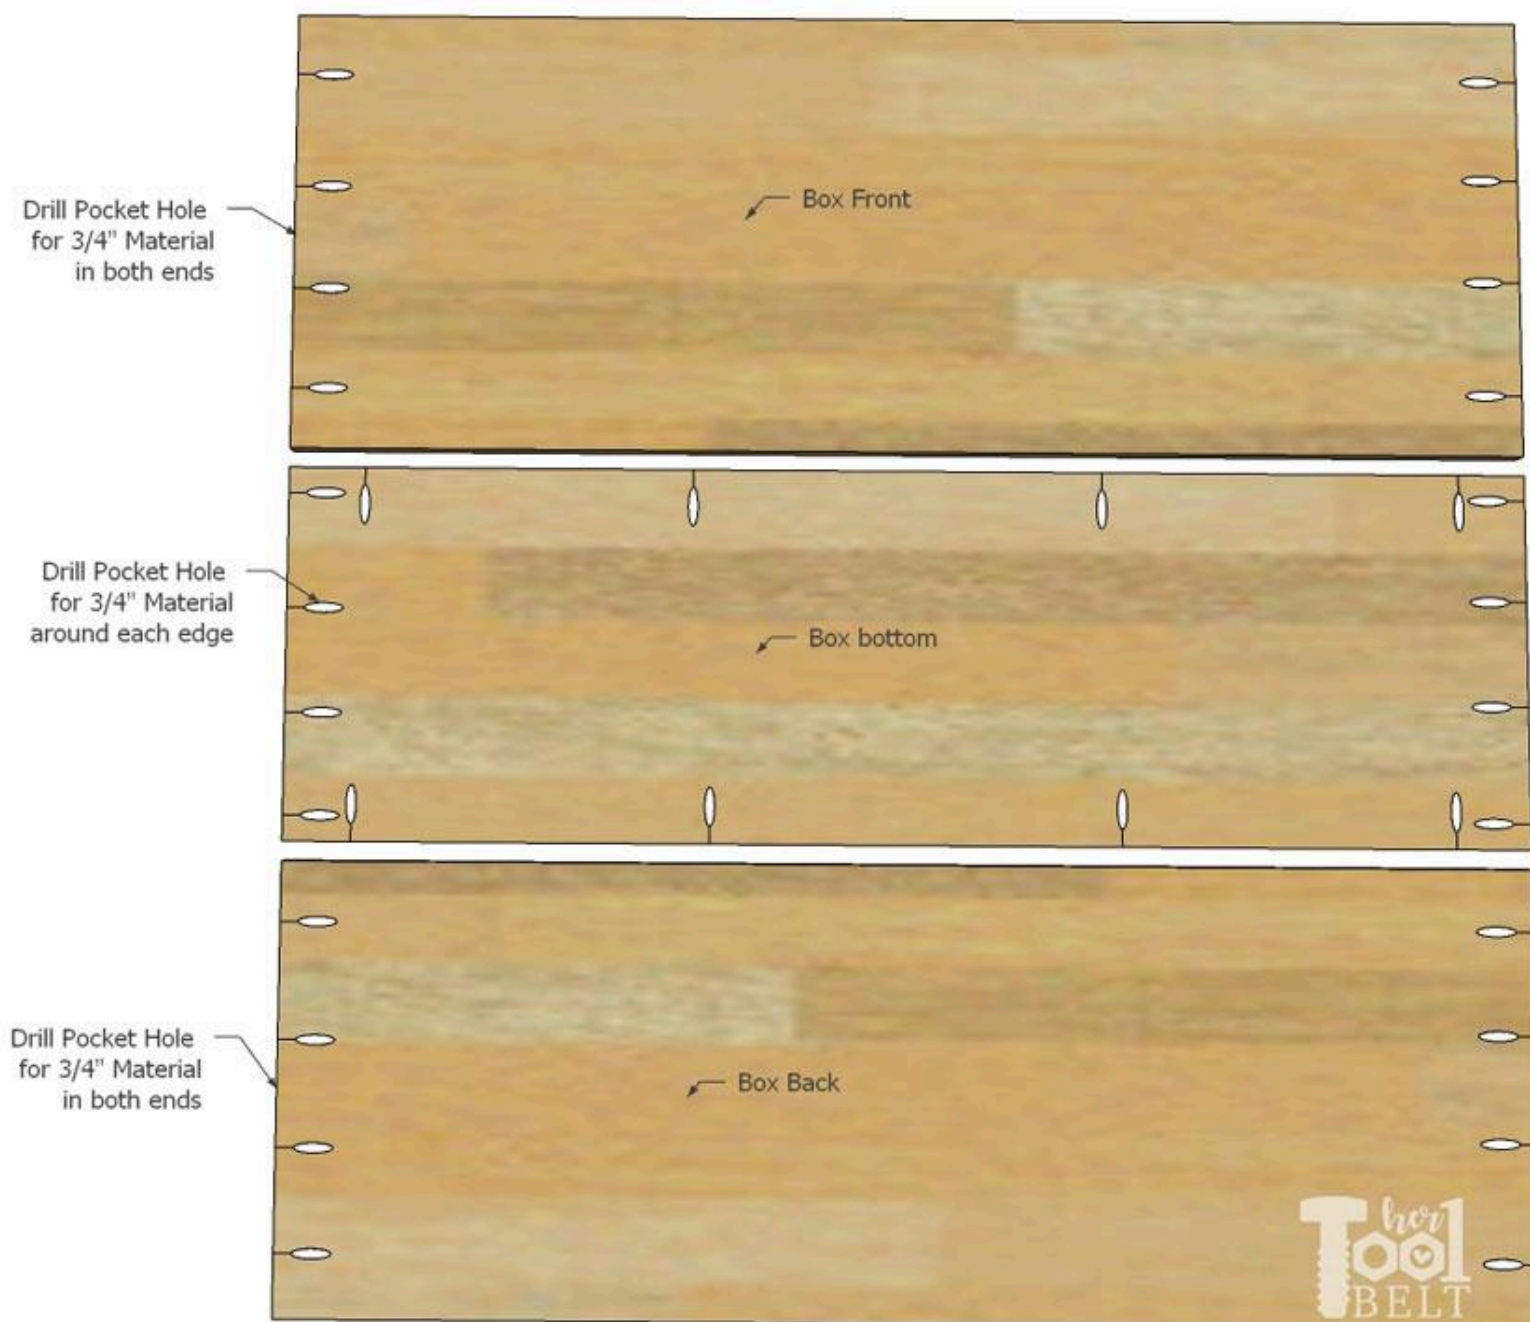 Box Front
Drill Pocket Hole
for 3/4" Material
in both ends
Drill Pocket Hole
for 3/4" Material
around each edge
Box bottom
Drill Pocket Hole
for 3/4" Material
in both ends
Box Back
her
Tool
BELT